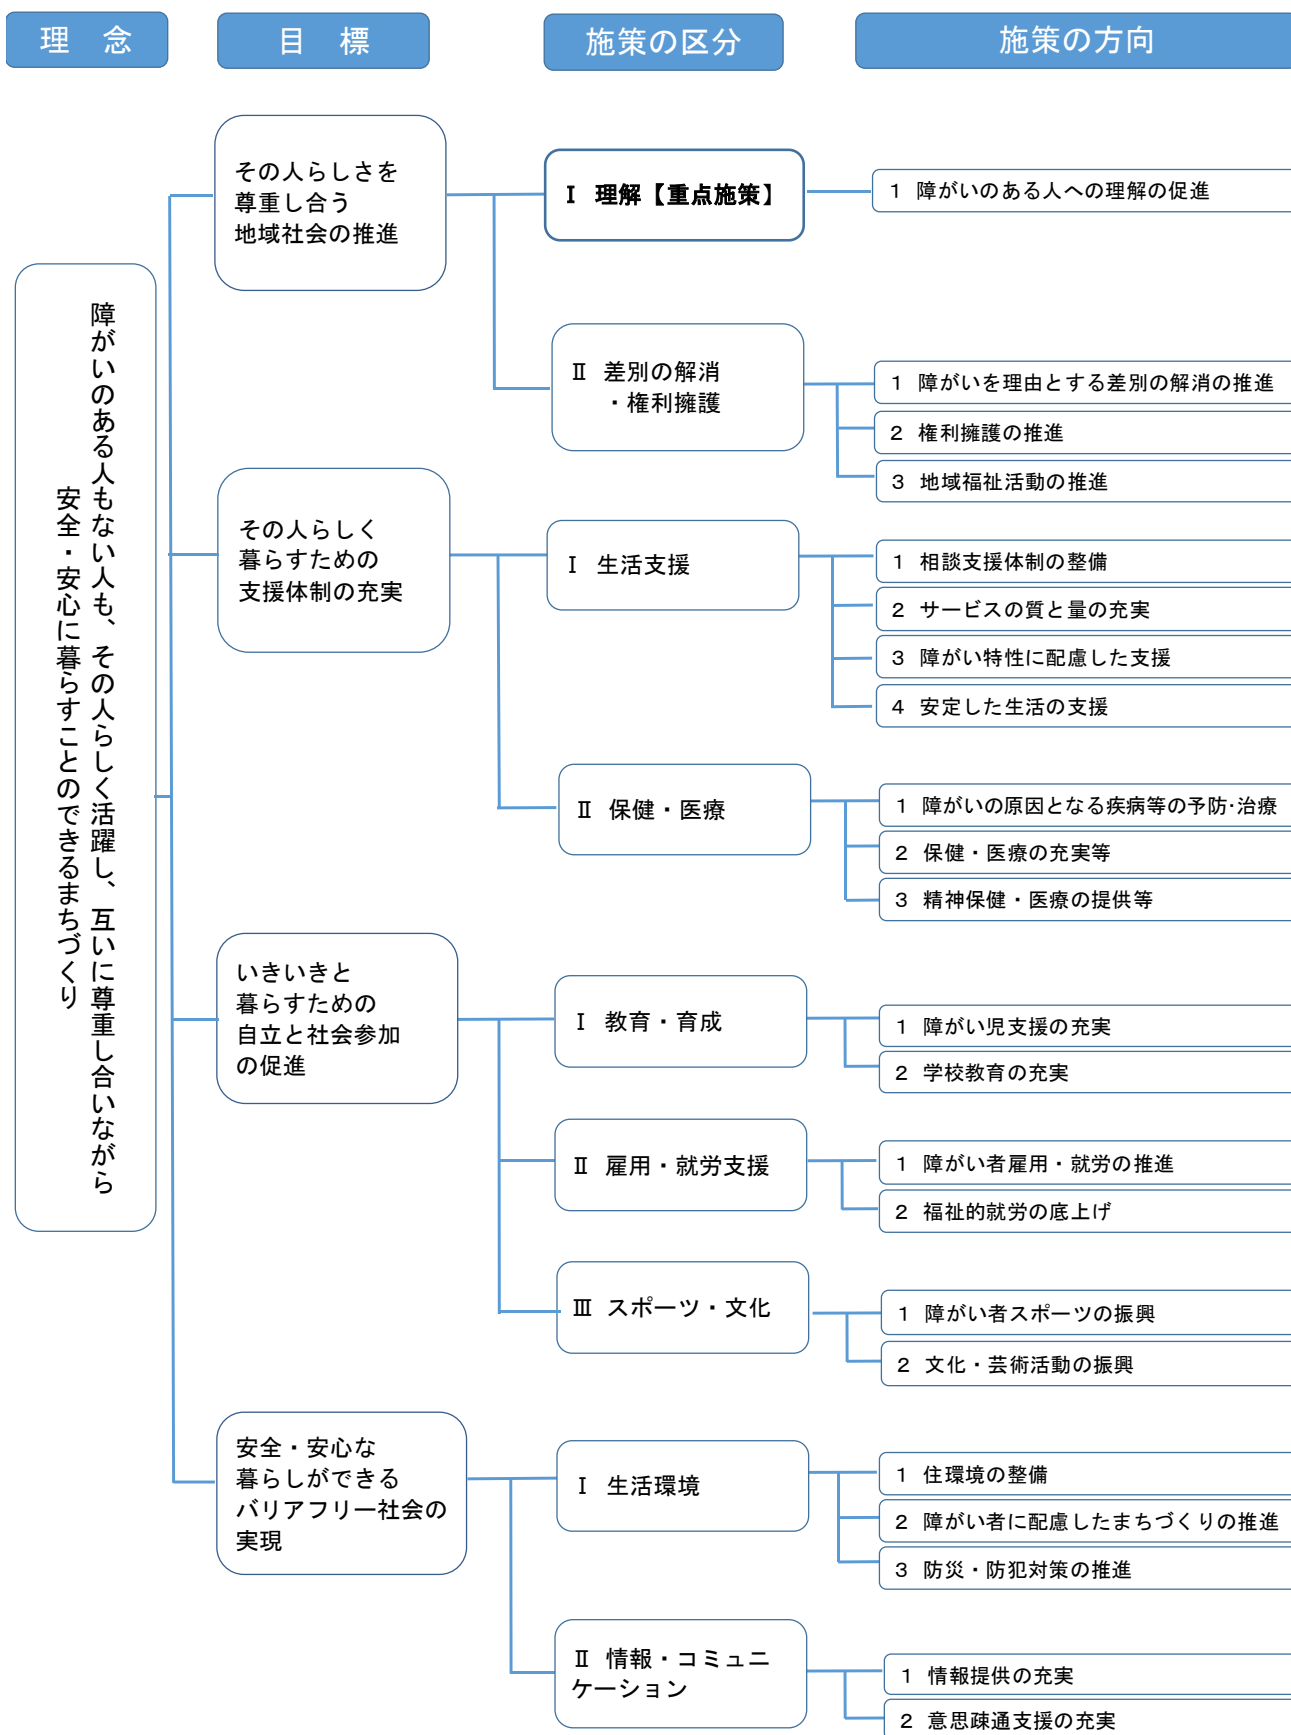 理　念
目　標
施策の区分
施策の方向
障がいのある人もない人も、その人らしく活躍し、互いに尊重し合いながら
安全・安心に暮らすことのできるまちづくり
その人らしさを
尊重し合う
地域社会の推進
Ⅰ 理解【重点施策】
1 障がいのある人への理解の促進
Ⅱ 差別の解消
・権利擁護
1 障がいを理由とする差別の解消の推進
2 権利擁護の推進
3 地域福祉活動の推進
その人らしく
暮らすための
支援体制の充実
Ⅰ 生活支援
1 相談支援体制の整備
2 サービスの質と量の充実
3 障がい特性に配慮した支援
4 安定した生活の支援
Ⅱ 保健・医療
1 障がいの原因となる疾病等の予防･治療
2 保健・医療の充実等
3 精神保健・医療の提供等
いきいきと
暮らすための
自立と社会参加
の促進
Ⅰ 教育・育成
1 障がい児支援の充実
2 学校教育の充実
Ⅱ 雇用・就労支援
1 障がい者雇用・就労の推進
2 福祉的就労の底上げ
Ⅲ スポーツ・文化
1 障がい者スポーツの振興
2 文化・芸術活動の振興
安全・安心な
暮らしができる
バリアフリー社会の
実現
Ⅰ 生活環境
1 住環境の整備
2 障がい者に配慮したまちづくりの推進
3 防災・防犯対策の推進
Ⅱ 情報・コミュニ
ケーション
1 情報提供の充実
2 意思疎通支援の充実